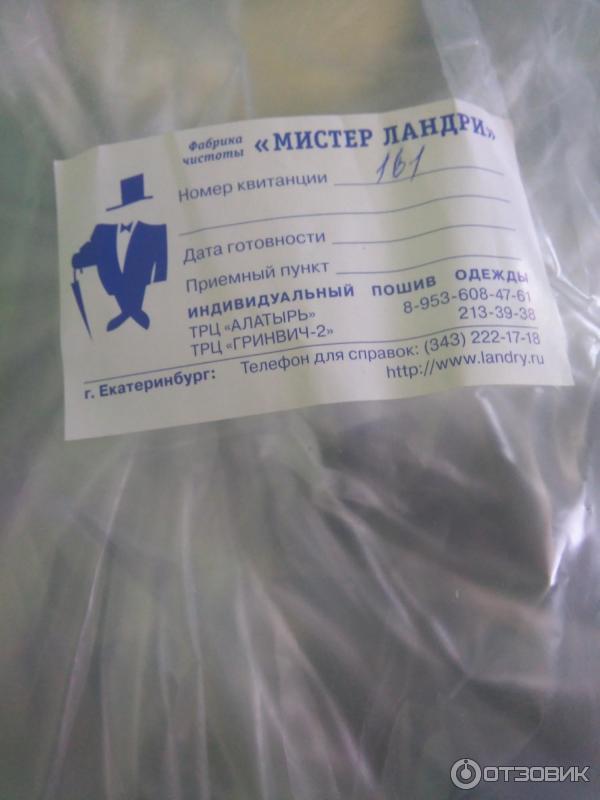 Фабрика
чистоты
«МИСТЕР ЛАНДРИ»
Номер квитанции 161
Дата готовности
Приемный пункт
ИНДИВИДУАЛЬНЫЙ ПОШИВ ОДЕЖДЫ
ТРЦ «АЛАТЫРЬ» 8-953-608-47-61
ТРЦ «ГРИНВИЧ-2» 213-39-38
г. Екатеринбург: Телефон для справок: (343) 222-17-18
http://www.landry.ru
ОТЗОВИК